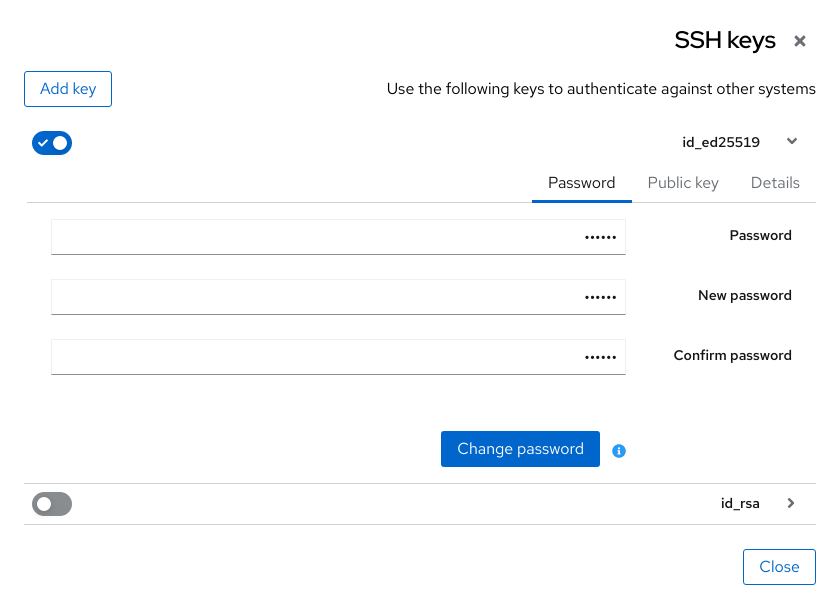 SSH keys
Use the following keys to authenticate against other systems
Add key
id_ed25519
Password
Public key
Details
Password
••••••
New password
••••••
Confirm password
••••••
Change password
id_rsa
Close